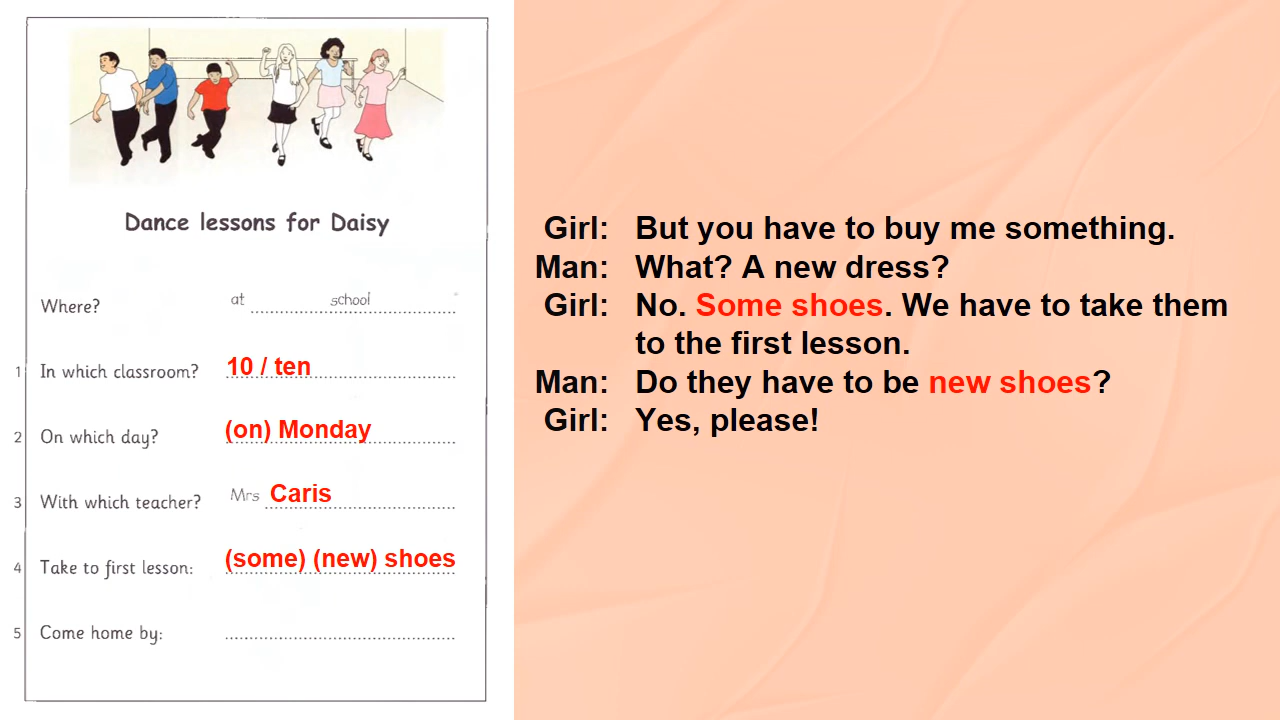 Dance lessons for Daisy
Where? at ........ school ........
1 In which classroom? 10 / ten
2 On which day? (on) Monday
3 With which teacher? Mrs Caris
4 Take to first lesson: (some) (new) shoes
5 Come home by: ........
Girl: But you have to buy me something.
Man: What? A new dress?
Girl: No. Some shoes. We have to take them
to the first lesson.
Man: Do they have to be new shoes?
Girl: Yes, please!